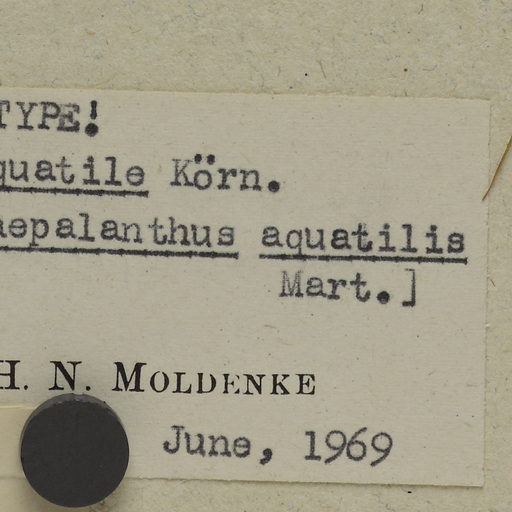 TYPE!
quatile Körn.
aepalanthus aquatilis
Mart.]
H. N. MOLDENKE
June, 1969